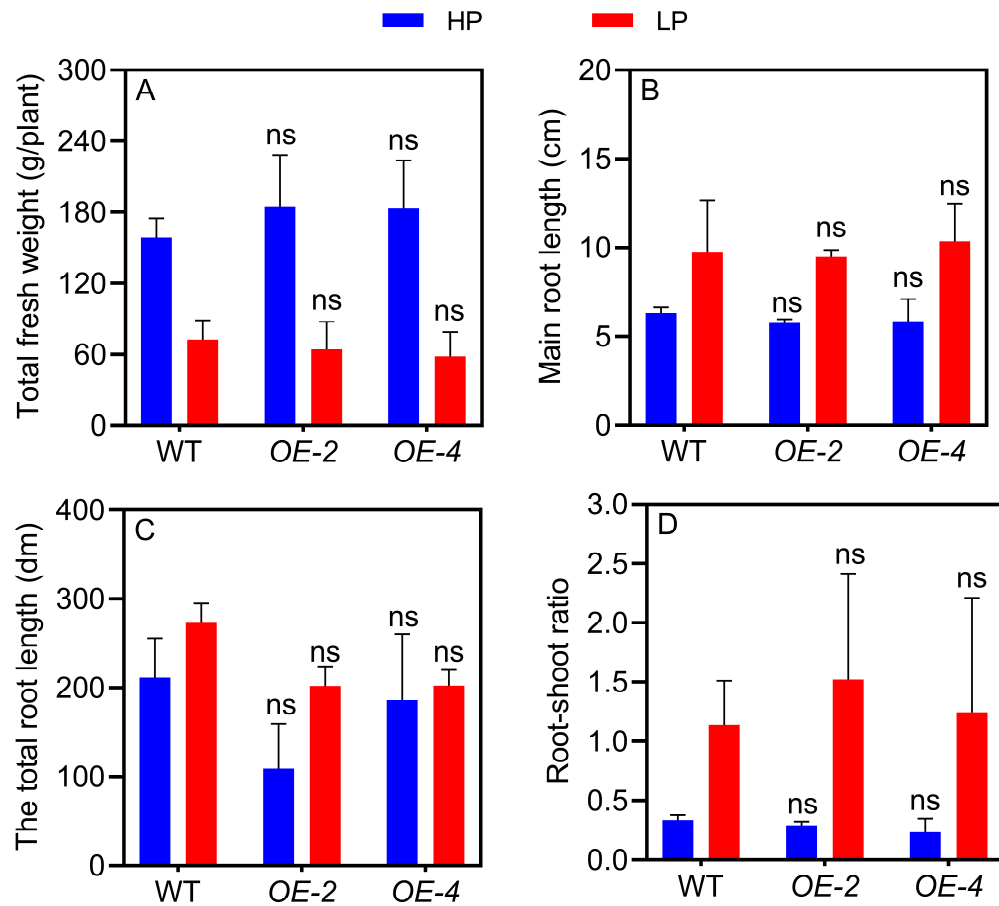 HP LP
A
Total fresh weight (g/plant)
300
240
180
120
60
0
ns ns
ns ns
WT OE-2 OE-4
B
Main root length (cm)
20
15
10
5
0
ns ns
ns ns
WT OE-2 OE-4
C
The total root length (dm)
400
300
200
100
0
ns ns ns ns
WT OE-2 OE-4
D
Root-shoot ratio
3.0
2.5
2.0
1.5
1.0
0.5
0.0
ns ns
ns ns
WT OE-2 OE-4